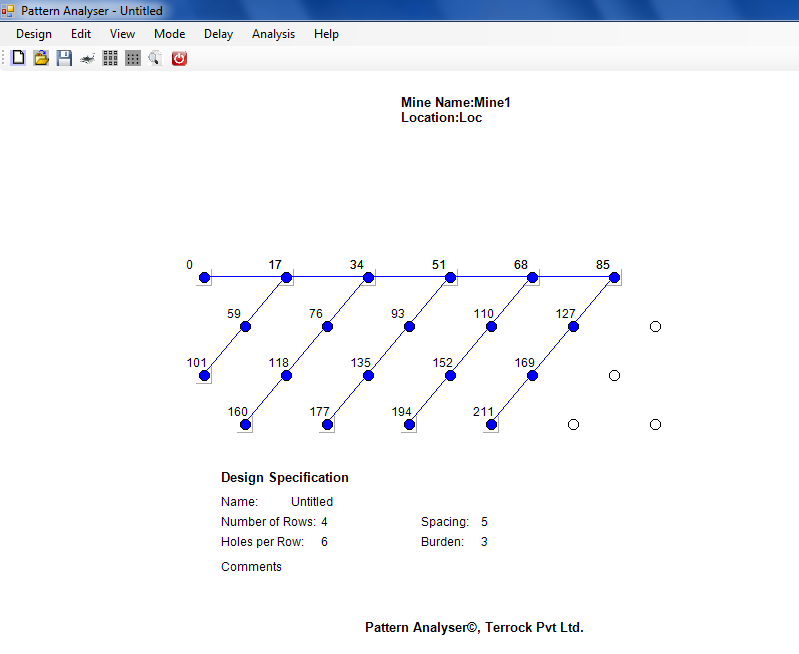 Pattern Analyser - Untitled
Design Edit View Mode Delay Analysis Help
Mine Name:Mine1
Location:Loc
0 17 34 51 68 85
59 76 93 110 127
101 118 135 152 169
160 177 194 211
Design Specification
Name: Untitled
Number of Rows: 4 Spacing: 5
Holes per Row: 6 Burden: 3
Comments
Pattern Analyser©, Terrock Pvt Ltd.